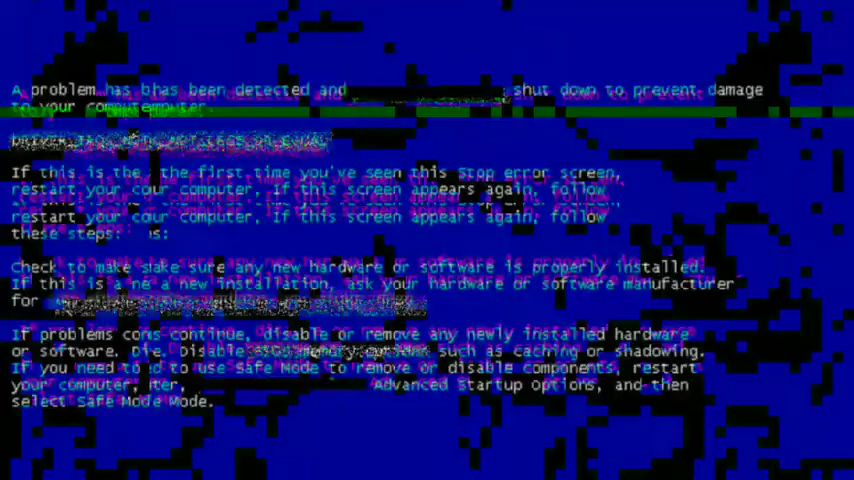 A problem has bhas been detected and shut down to prevent damage
to your computemputer.
If this is the  the first time you've seen this Stop error screen,
restart your cour computer, If this screen appears again, follow
restart your cour computer, If this screen appears again, follow
these steps: s:
Check to make sure any new hardware or software is properly installed.
If this is a ne a new installation, ask your hardware or software manufacturer
for
If problems cons continue, disable or remove any newly installed hardware
or software. Die. Disable memory such as caching or shadowing.
If you need to d to use Safe Mode to remove or disable components, restart
your computer, ter, Advanced Startup Options, and then
select Safe Mode Mode.